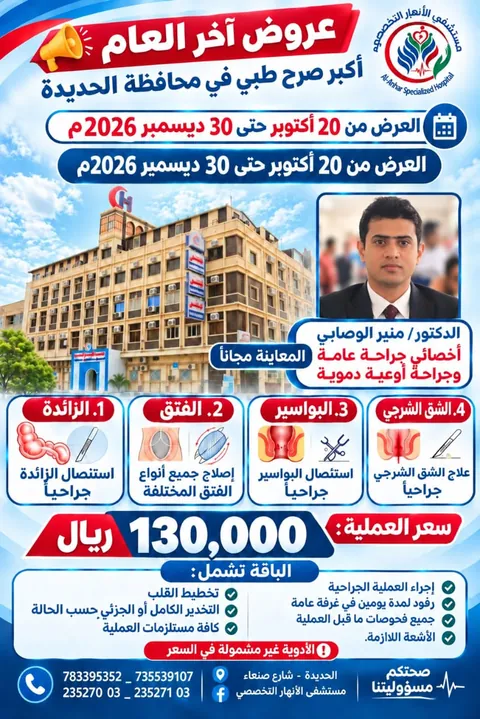 عروض آخر العام
أكبر صرح طبي في محافظة الحديدة
مستشفى الأنهار التخصصي
Al-Anhar Specialized Hospital
العرض من 20 أكتوبر حتى 30 ديسمبر 2026م
العرض من 20 أكتوبر حتى 30 ديسمبر 2026م
الدكتور / منير الوصابي
أخصائي جراحة عامة
وجراحة أوعية دموية
المعاينة مجاناً
1. الزائدة
استئصال الزائدة
جراحياً
2. الفتق
إصلاح جميع أنواع
الفتق المختلفة
3. البواسير
استئصال البواسير
جراحياً
4. الشق الشرجي
علاج الشق الشرجي
جراحياً
سعر العملية :
130,000 ريال
الباقة تشمل:
إجراء العملية الجراحية
رقود لمدة يومين في غرفة عامة
جميع فحوصات ما قبل العملية
الأشعة اللازمة.
تخطيط القلب
التخدير الكامل أو الجزئي حسب الحالة
كافة مستلزمات العملية.
الأدوية غير مشمولة في السعر
صحتكم
مسؤوليتنا
الحديدة - شارع صنعاء
مستشفى الأنهار التخصصي
783395352 _ 735539107
235270 03 _ 235271 03